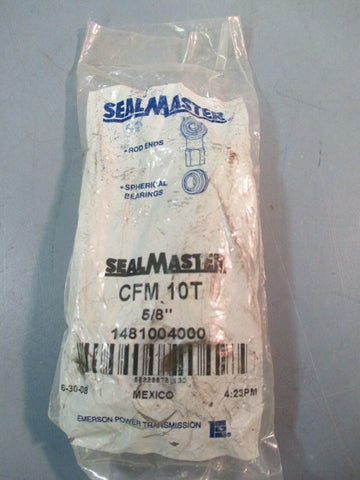 SEALMASTER
• ROD ENDS
• SPHERICAL
BEARINGS
SEALMASTER
CFM 10T
5/8"
1481004000
6-30-08
MEXICO
4:23PM
EMERSON POWER TRANSMISSION